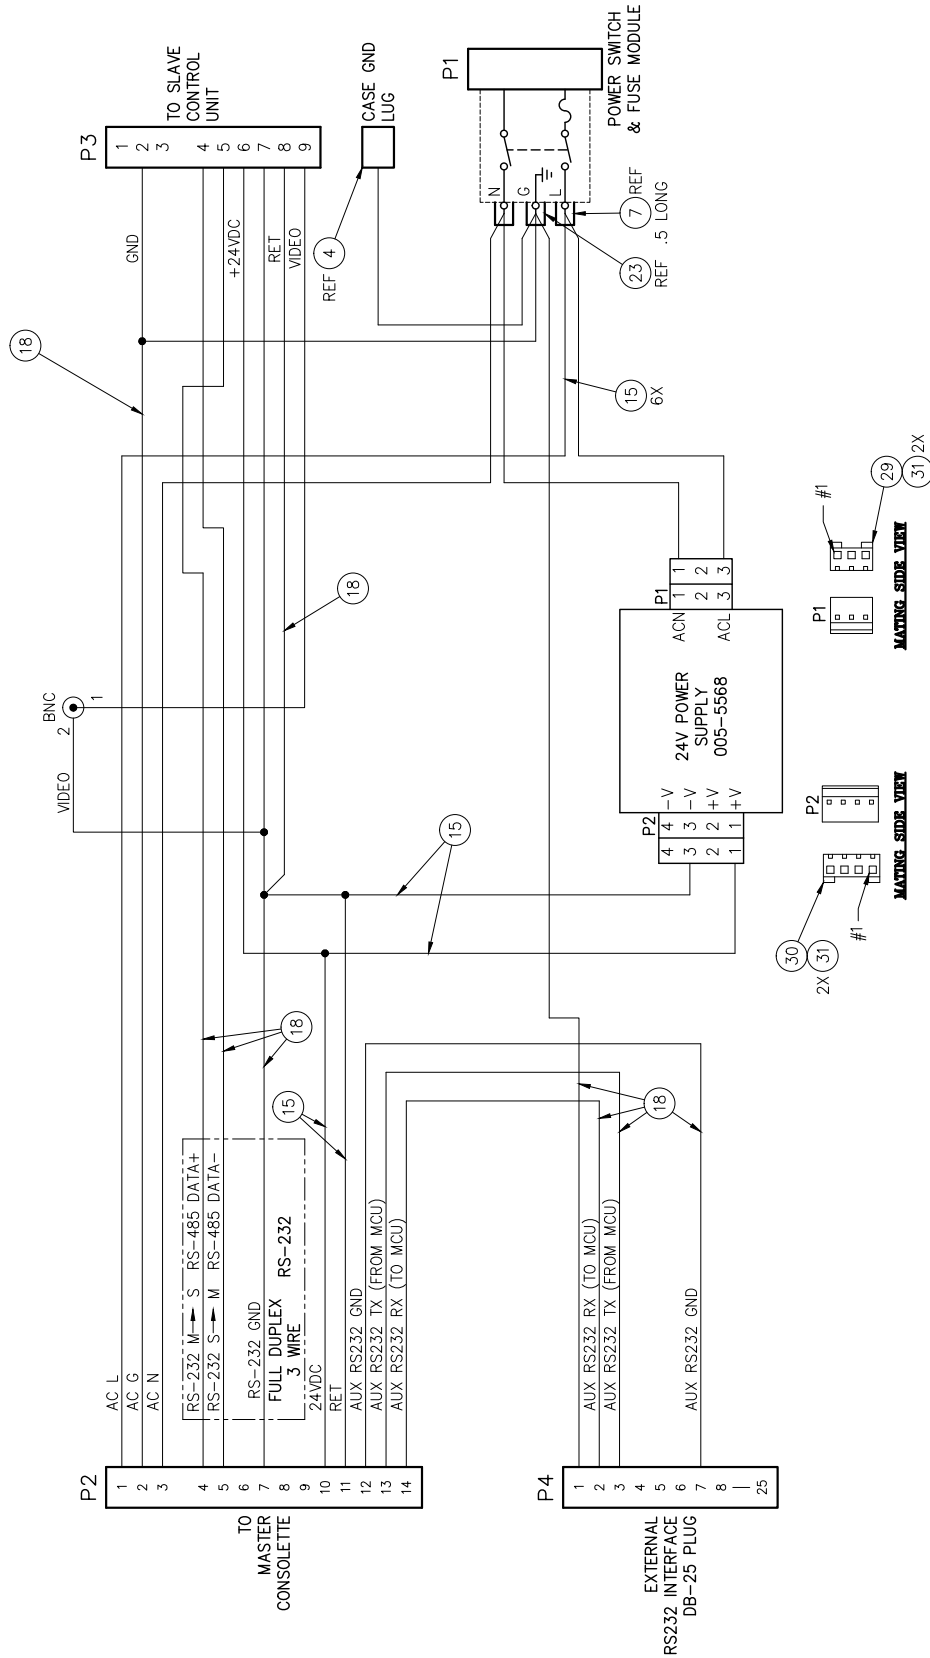 P2
TO
MASTER
CONSOLETTE
1
2
3
4
5
6
7
8
9
10
11
12
13
14
AC L
AC G
AC N
RS-232 M S RS-485 DATA+
RS-232 S M RS-485 DATA-
RS-232 GND
FULL DUPLEX RS-232
3 WIRE
24VDC
RET
AUX RS232 GND
AUX RS232 TX (FROM MCU)
AUX RS232 RX (TO MCU)
15
18
VIDEO
2
BNC
1
18
18
GND
+24VDC
RET
VIDEO
P3
1
2
3
4
5
6
7
8
9
TO SLAVE
CONTROL
UNIT
REF 4
CASE GND
LUG
P1
POWER SWITCH
& FUSE MODULE
N
G
L
7 REF
.5 LONG
23
REF
15
6X
P4
EXTERNAL
RS232 INTERFACE
DB-25 PLUG
1
2
3
4
5
6
7
8
25
AUX RS232 RX (TO MCU)
AUX RS232 TX (FROM MCU)
AUX RS232 GND
18
15
P2
4 4 -V
3 3 -V
2 2 +V
1 1 +V
24V POWER
SUPPLY
005-5568
P1
ACN 1 1
2 2
ACL 3 3
30
2X 31
#1
P2
MATING SIDE VIEW
P1
#1
29
31 2X
MATING SIDE VIEW